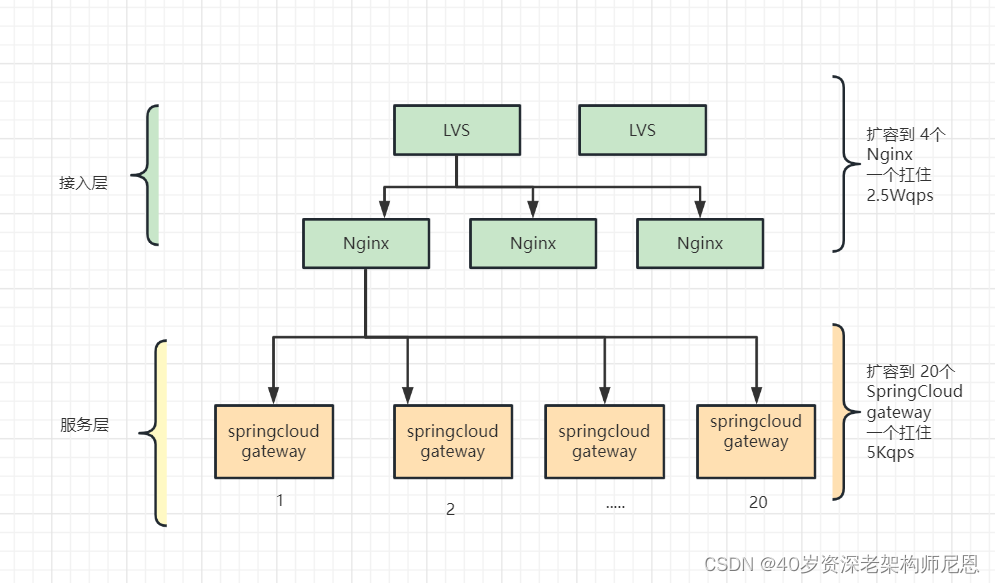 LVS
LVS
接入层
扩容到 4个
Nginx
一个扛住
2.5Wqps
Nginx
Nginx
Nginx
服务层
扩容到 20个
SpringCloud
gateway
一个扛住
5Kqps
springcloud
gateway
springcloud
gateway
springcloud
gateway
springcloud
gateway
1
2
.....
20
CSDN @40岁资深老架构师尼恩